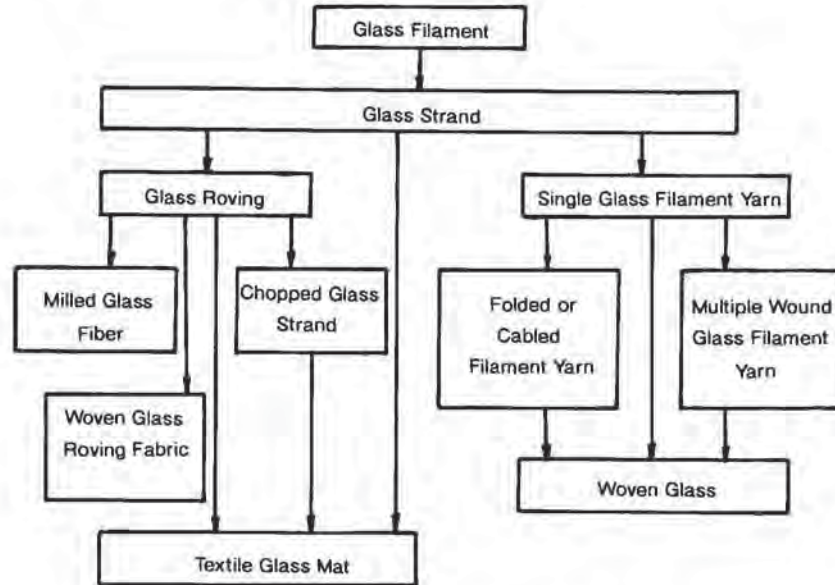 Glass Filament
Glass Strand
Glass Roving
Single Glass Filament Yarn
Milled Glass
Fiber
Chopped Glass
Strand
Folded or
Cabled
Filament Yarn
Multiple Wound
Glass Filament
Yarn
Woven Glass
Roving Fabric
Woven Glass
Textile Glass Mat